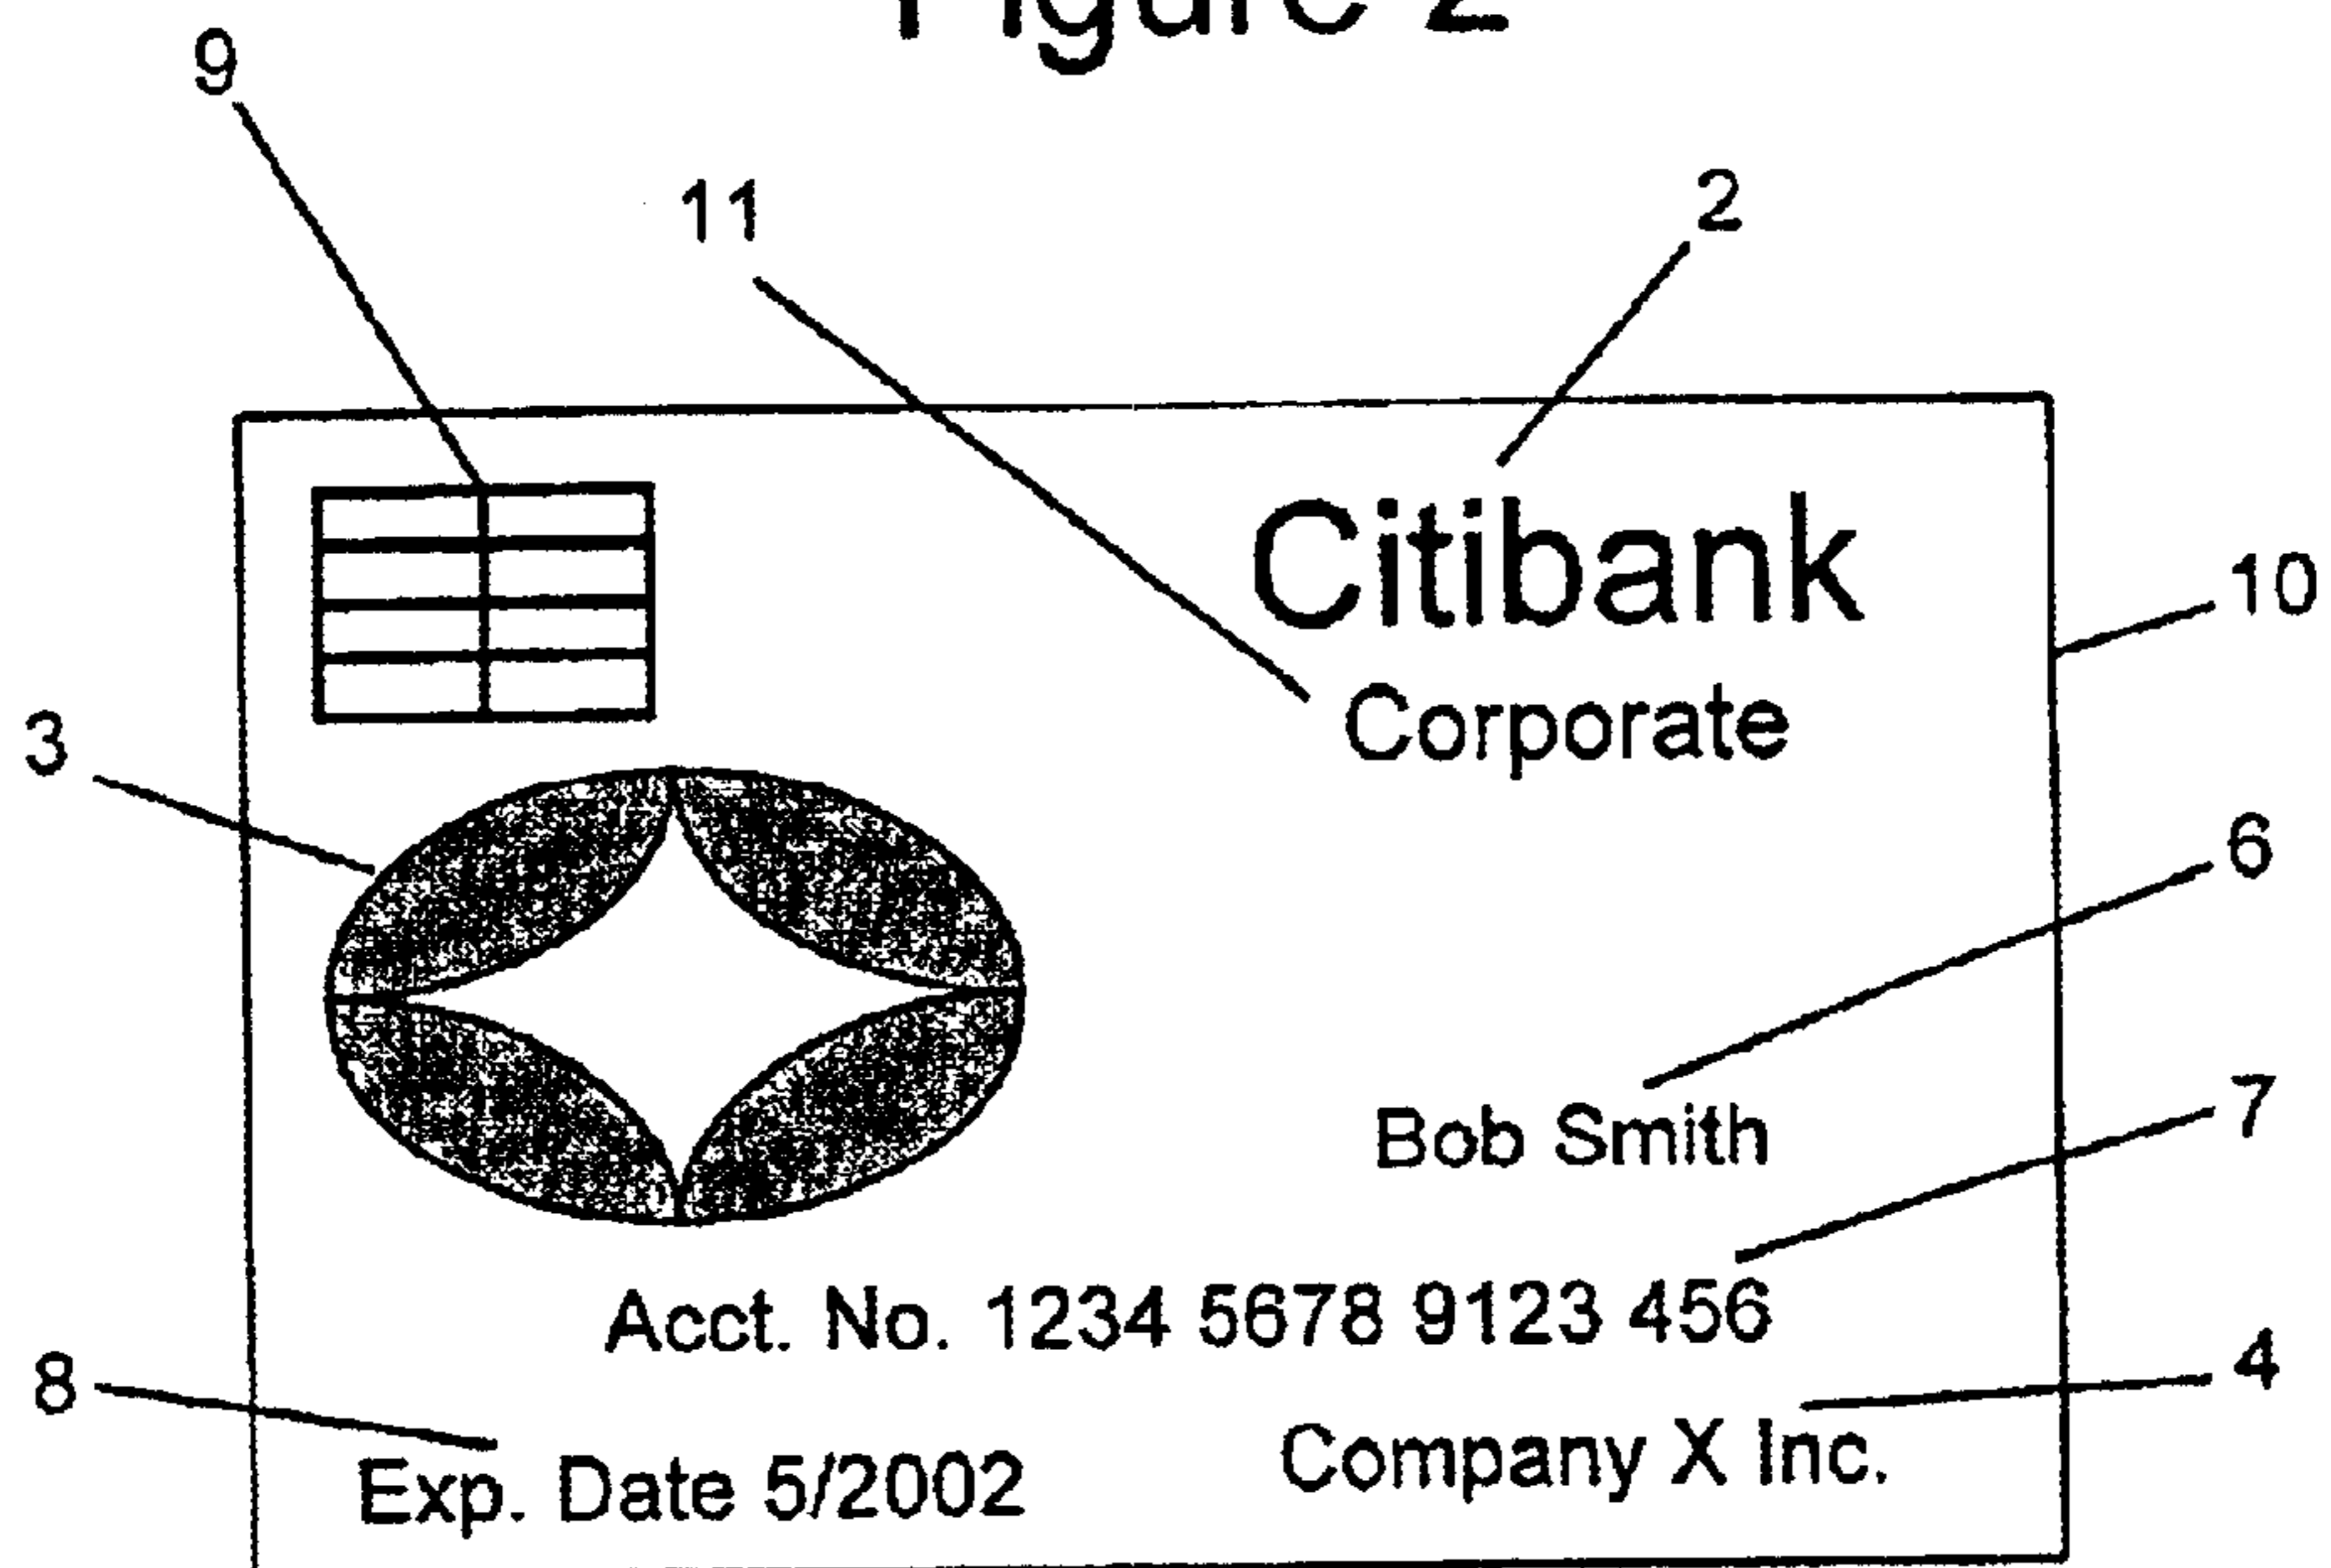 Figure 2
9
11
2
Citibank
10
Corporate
3
6
Bob Smith
7
Acct. No. 1234 5678 9123 456
8
4
Company X Inc.
Exp. Date 5/2002